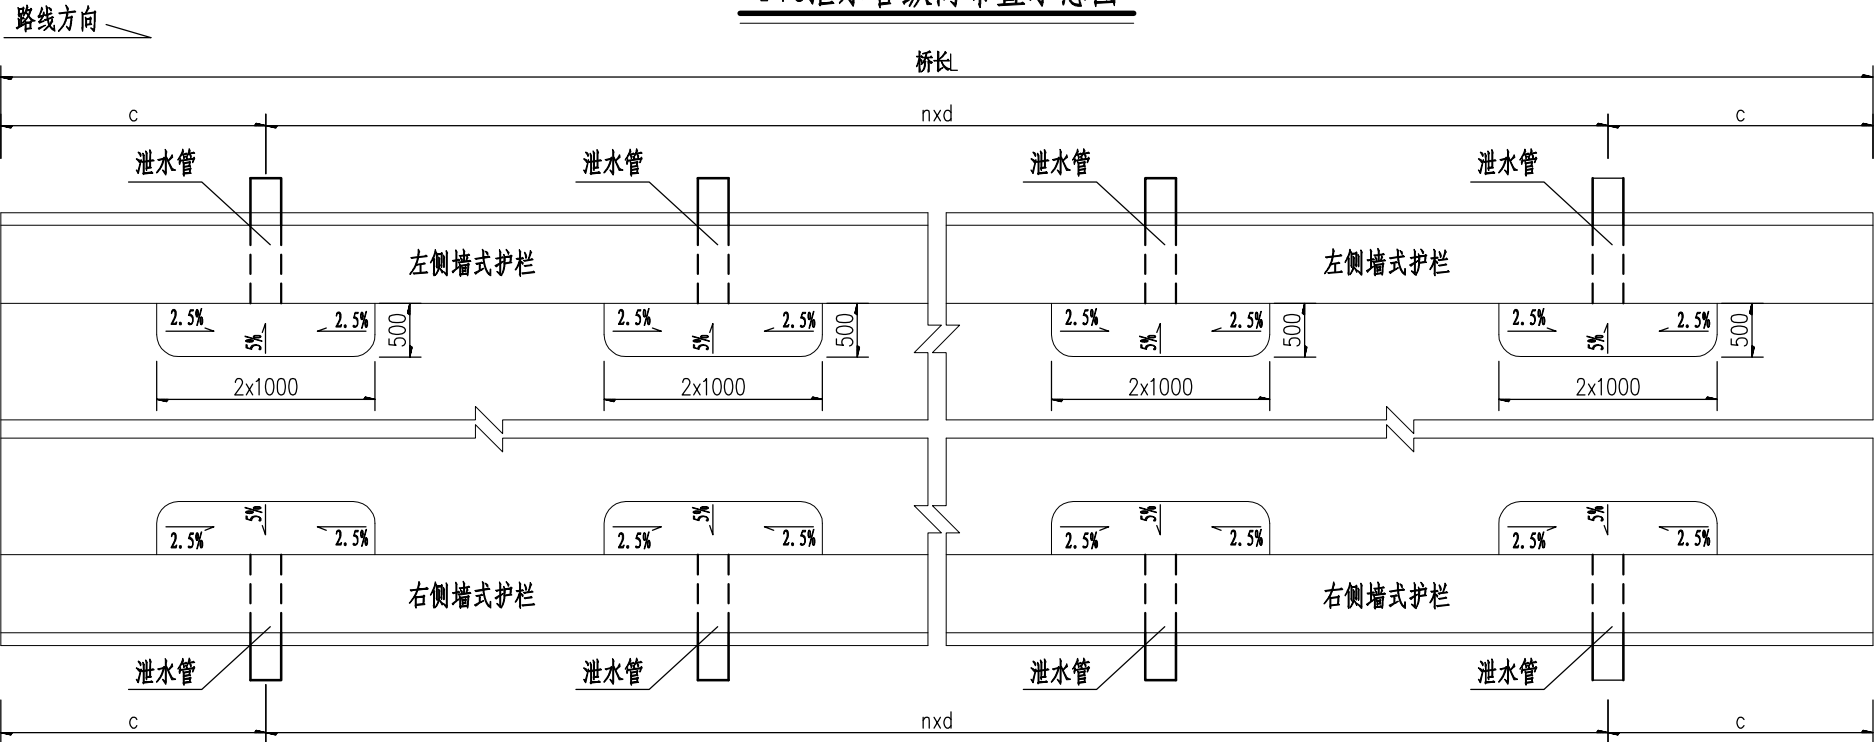 路线方向
桥长L
c nxd c
泄水管 泄水管 泄水管 泄水管
左侧墙式护栏 左侧墙式护栏
2.5% 5% 2.5% 500 2.5% 5% 2.5% 500 2.5% 5% 2.5% 500 2.5% 5% 2.5% 500
2x1000 2x1000 2x1000 2x1000
5% 5% 5% 5%
2.5% 2.5% 2.5% 2.5% 2.5% 2.5% 2.5% 2.5%
右侧墙式护栏 右侧墙式护栏
泄水管 泄水管 泄水管 泄水管
c nxd c